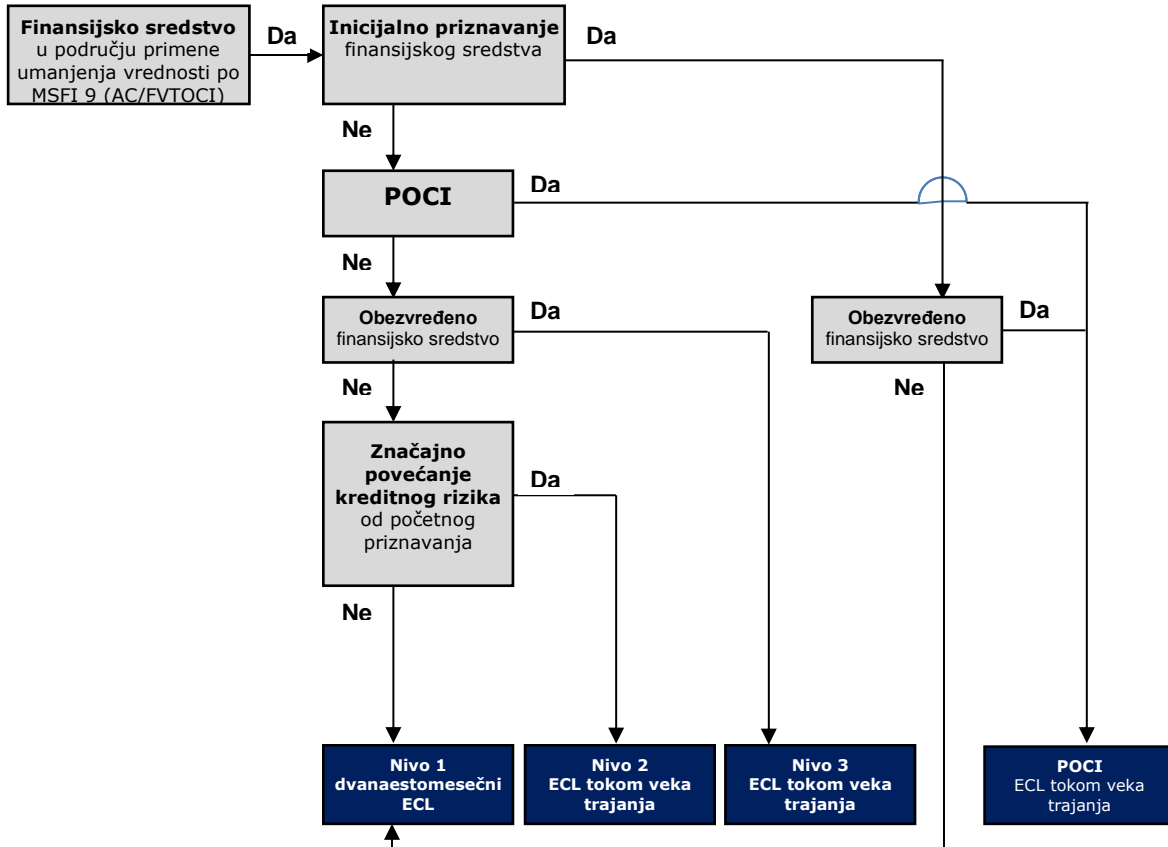 Finansijsko sredstvo
u području primene
umanjenja vrednosti po
MSFI 9 (AC/FVTOCI)
Da
Inicijalno priznavanje
finansijskog sredstva
Da
Ne
POCI
Da
Ne
Obezvređeno
finansijsko sredstvo
Da
Obezvređeno
finansijsko sredstvo
Da
Ne
Ne
Značajno
povećanje
kreditnog rizika
od početnog
priznavanja
Da
Ne
Nivo 1
dvanaestomesečni
ECL
Nivo 2
ECL tokom veka
trajanja
Nivo 3
ECL tokom veka
trajanja
POCI
ECL tokom veka
trajanja